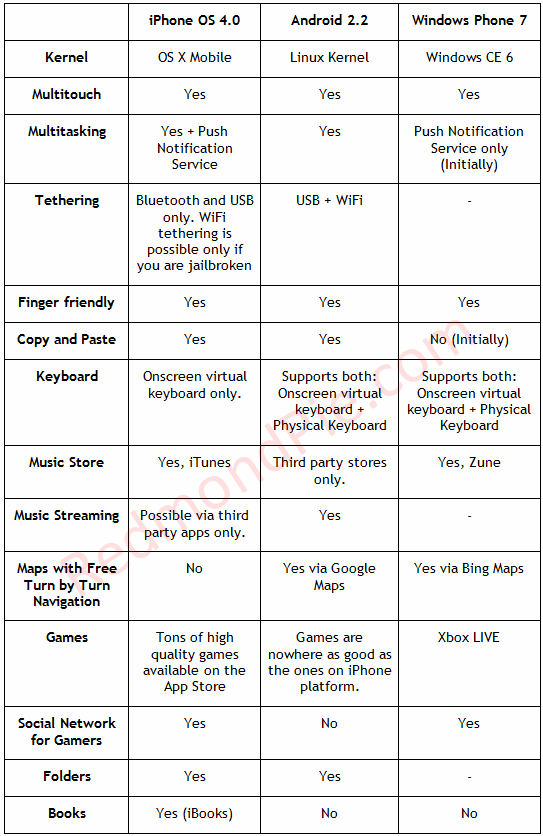 iPhone OS 4.0 Android 2.2 Windows Phone 7
Kernel OS X Mobile Linux Kernel Windows CE 6
Multitouch Yes Yes Yes
Multitasking Yes + Push Notification Service Yes Push Notification Service only (Initially)
Tethering Bluetooth and USB only. WiFi tethering is possible only if you are jailbroken USB + WiFi -
Finger friendly Yes Yes Yes
Copy and Paste Yes Yes No (Initially)
Keyboard Onscreen virtual keyboard only. Supports both: Onscreen virtual keyboard + Physical Keyboard Supports both: Onscreen virtual keyboard + Physical Keyboard
Music Store Yes, iTunes Third party stores only. Yes, Zune
Music Streaming Possible via third party apps only. Yes -
Maps with Free Turn by Turn Navigation No Yes via Google Maps Yes via Bing Maps
Games Tons of high quality games available on the App Store Games are nowhere as good as the ones on iPhone platform. Xbox LIVE
Social Network for Gamers Yes No Yes
Folders Yes Yes -
Books Yes (iBooks) No No
RedmondPie.com